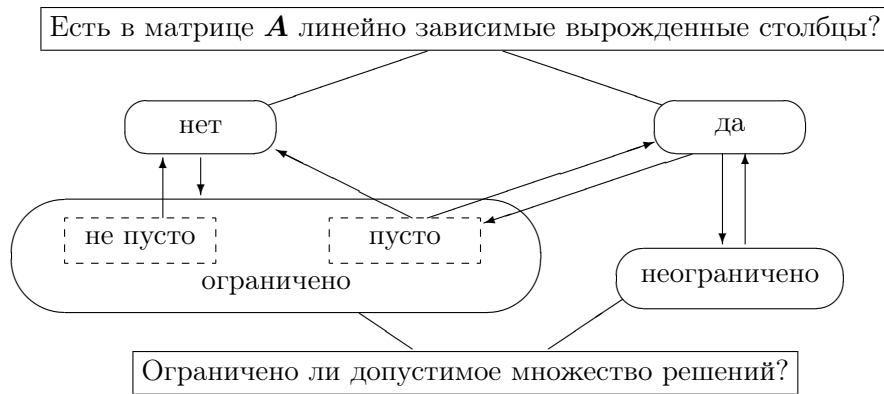 Есть в матрице A линейно зависимые вырожденные столбцы?
нет
да
не пусто
пусто
ограничено
неограничено
Ограничено ли допустимое множество решений?